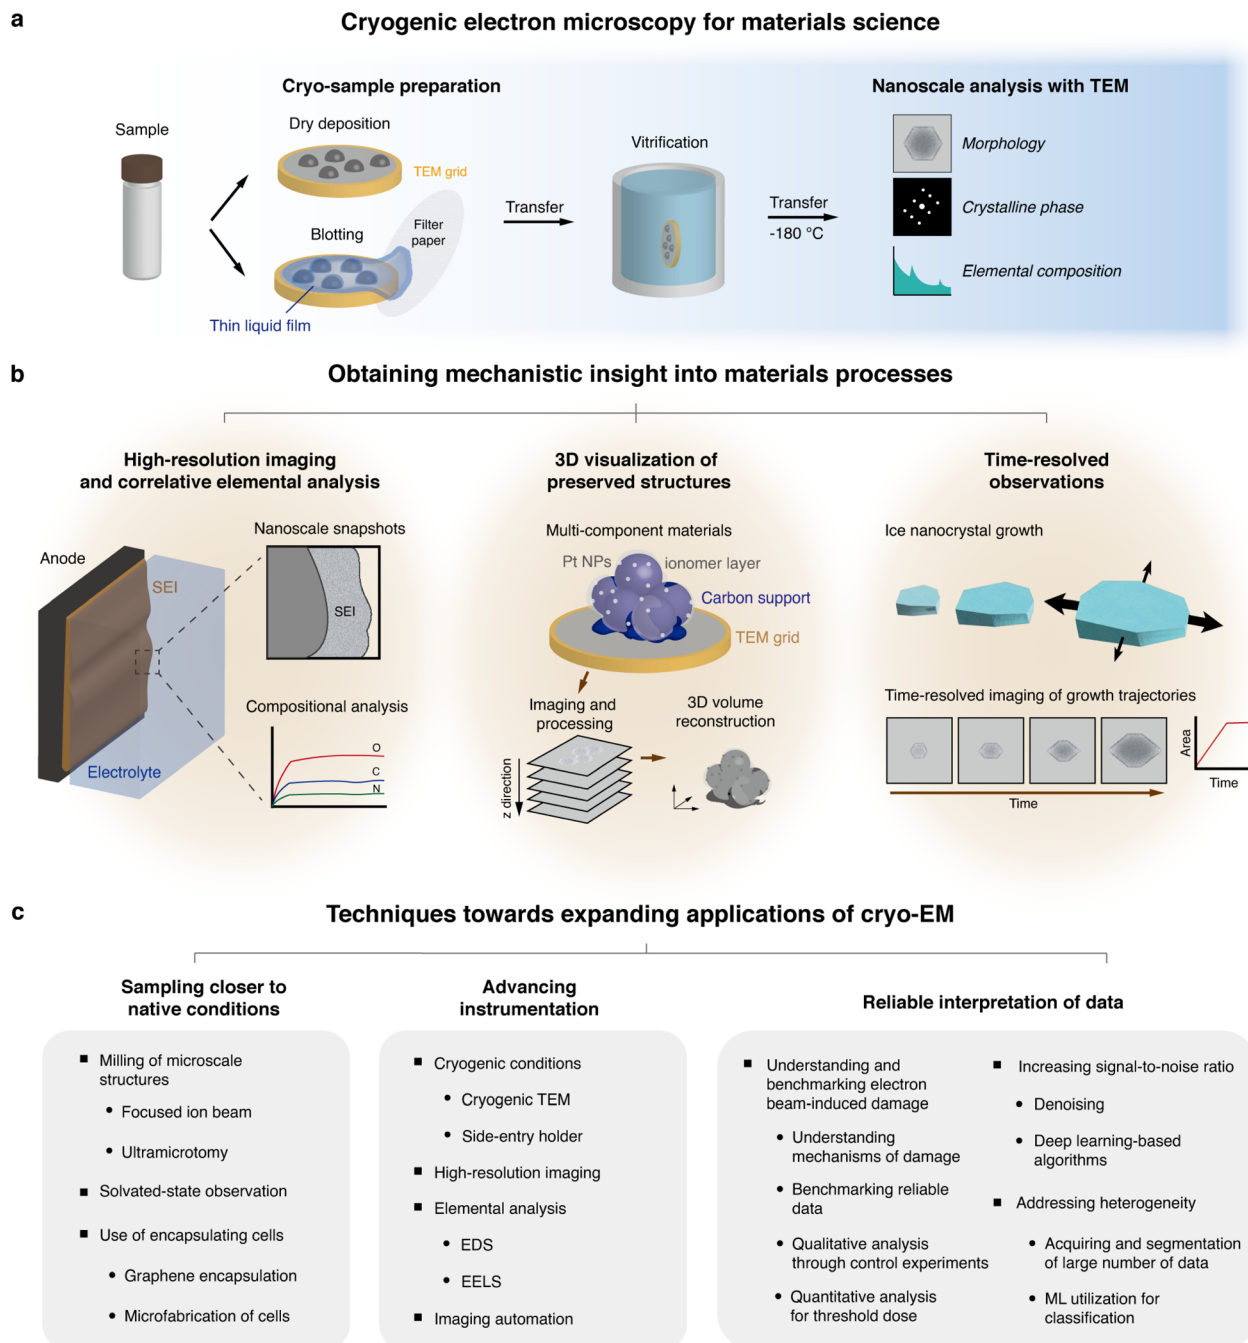 a
Cryogenic electron microscopy for materials science
Cryo-sample preparation
Nanoscale analysis with TEM
Sample
Dry deposition
TEM grid
Blotting
Filter
paper
Thin liquid film
Transfer
Vitrification
Transfer
-180 °C
Morphology
Crystalline phase
Elemental composition
b
Obtaining mechanistic insight into materials processes
High-resolution imaging
and correlative elemental analysis
Anode
SEI
Electrolyte
Nanoscale snapshots
SEI
Compositional analysis
O
C
N
3D visualization of
preserved structures
Multi-component materials
Pt NPs
ionomer layer
Carbon support
TEM grid
Imaging and
processing
z direction
3D volume
reconstruction
Time-resolved
observations
Ice nanocrystal growth
Time-resolved imaging of growth trajectories
Time
Area
Time
c
Techniques towards expanding applications of cryo-EM
Sampling closer to
native conditions
■ Milling of microscale
structures
• Focused ion beam
• Ultramicrotomy
■ Solvated-state observation
■ Use of encapsulating cells
• Graphene encapsulation
• Microfabrication of cells
Advancing
instrumentation
■ Cryogenic conditions
• Cryogenic TEM
• Side-entry holder
■ High-resolution imaging
■ Elemental analysis
• EDS
• EELS
■ Imaging automation
Reliable interpretation of data
■ Understanding and
benchmarking electron
beam-induced damage
• Understanding
mechanisms of damage
• Benchmarking reliable
data
• Qualitative analysis
through control experiments
• Quantitative analysis
for threshold dose
■ Increasing signal-to-noise ratio
• Denoising
• Deep learning-based
algorithms
■ Addressing heterogeneity
• Acquiring and segmentation
of large number of data
• ML utilization for
classification